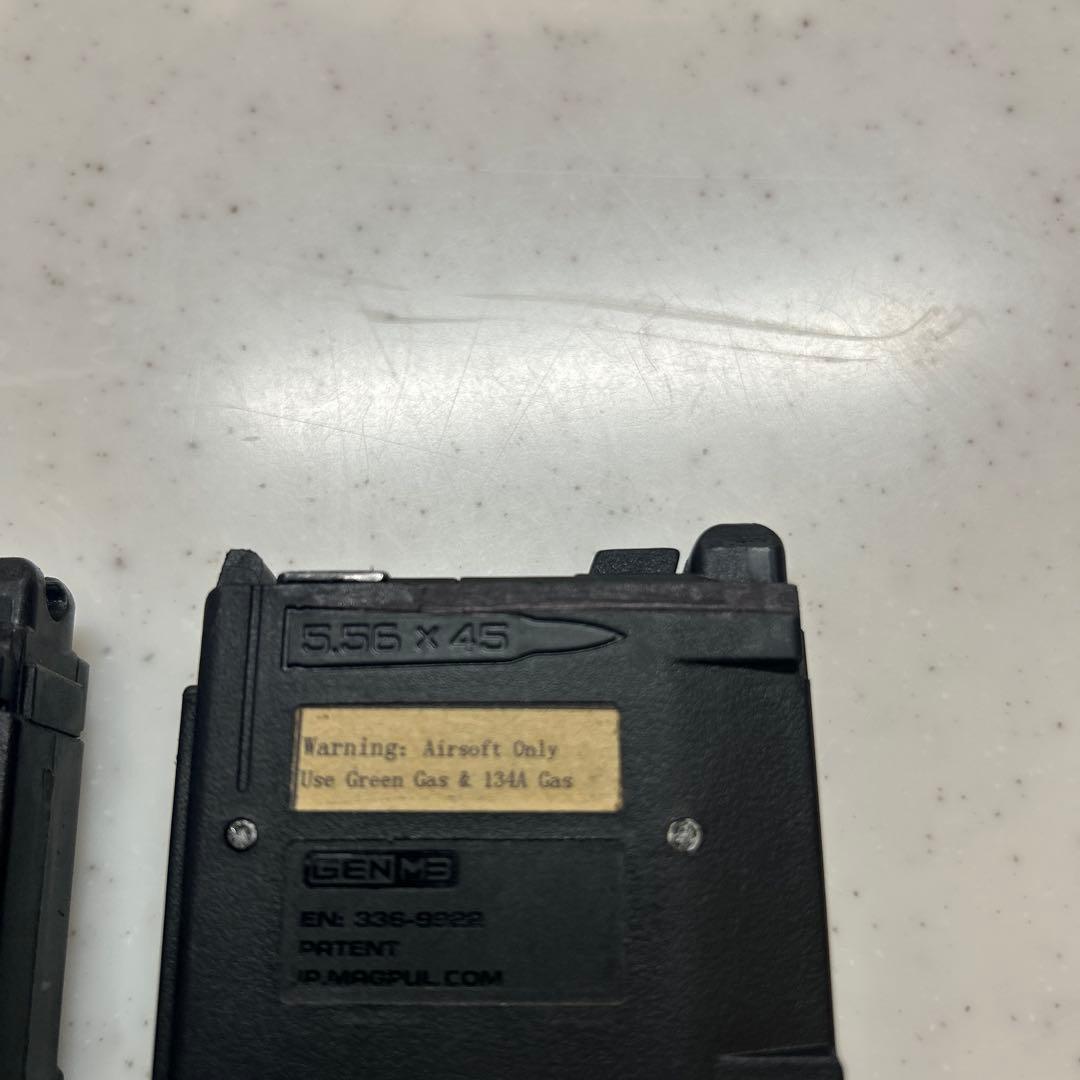 5.56 x 45
Warning: Airsoft Only
Use Green Gas & 134A Gas
GEN M3
EN: 336-9922
PATENT
IP.MAGPUL.COM